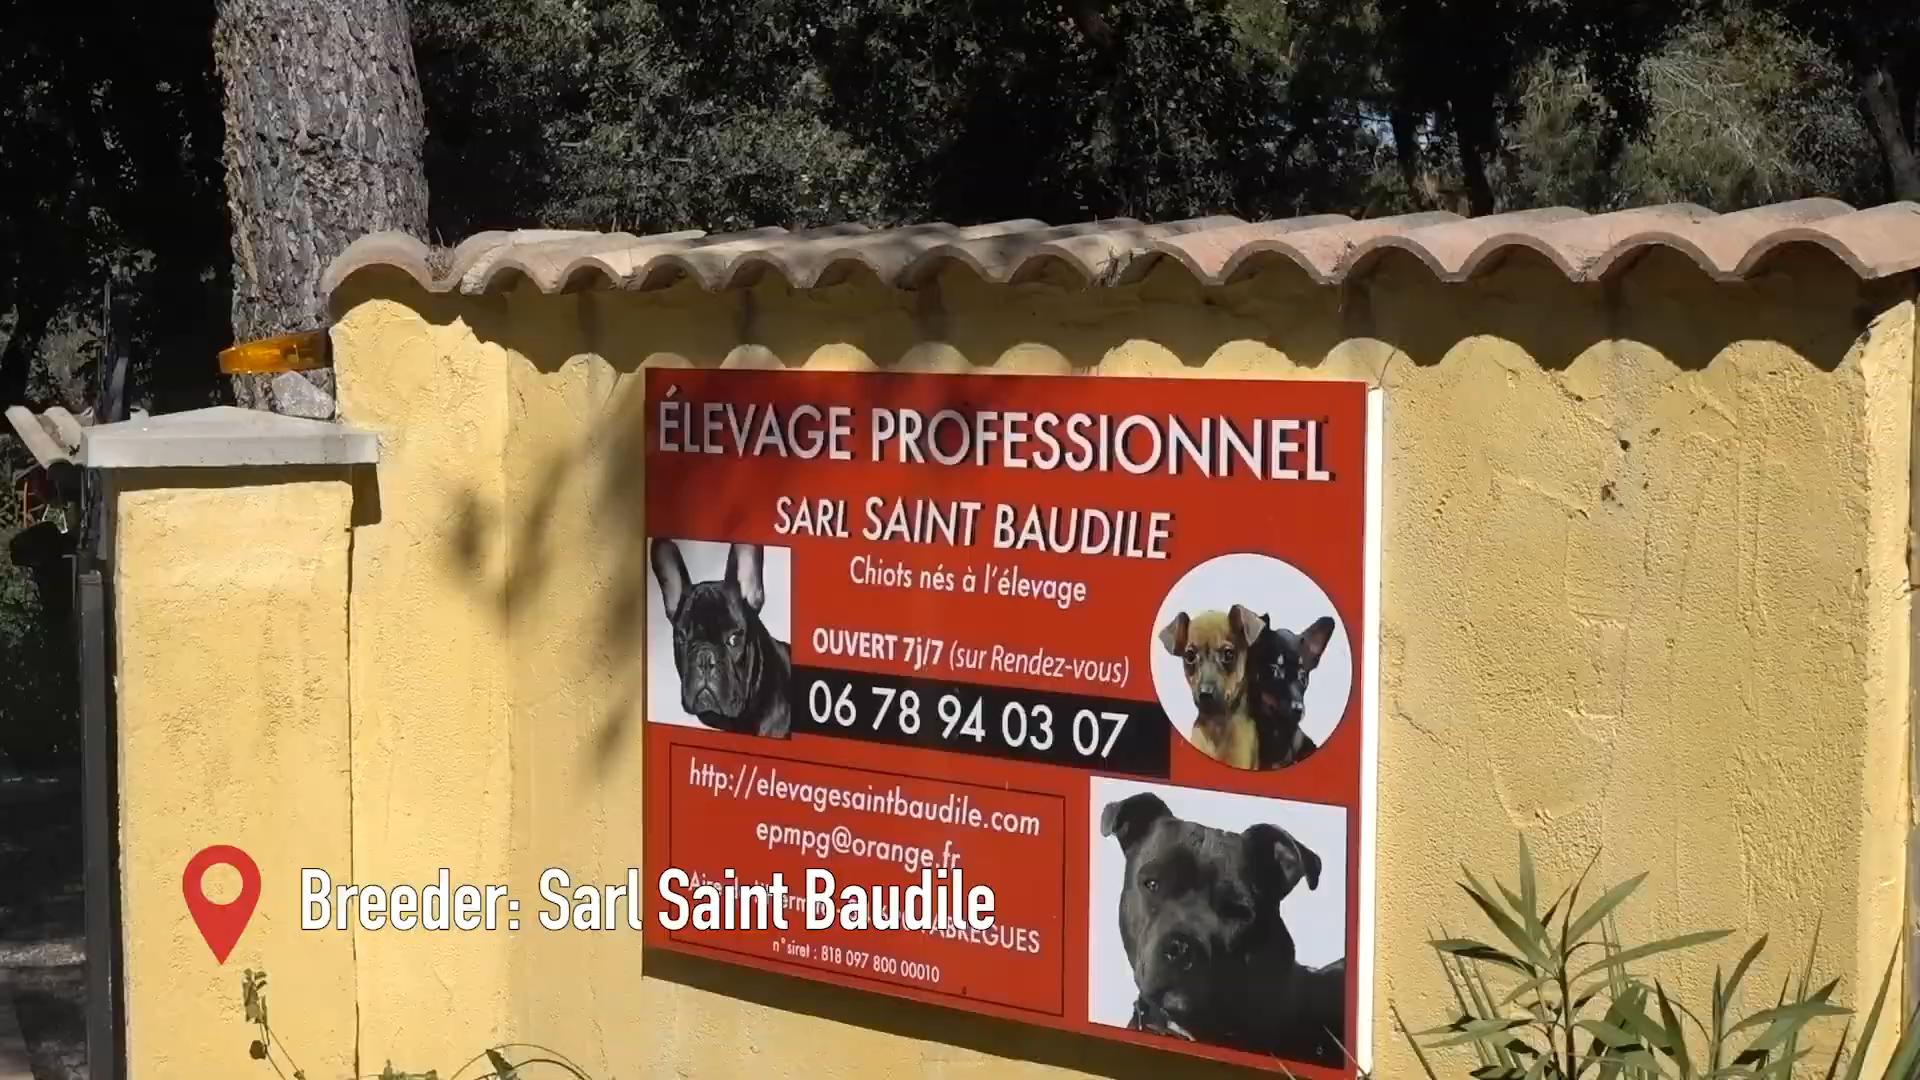 ÉLEVAGE PROFESSIONNEL
SARL SAINT BAUDILE
Chiots nés à l'élevage
OUVERT 7j/7 (sur Rendez-vous)
06 78 94 03 07
http://elevagesaintbaudile.com
epmpg@orange.fr
FABREGUES
n°siret : 818 097 800 00010
Breeder: Sarl Saint Baudile